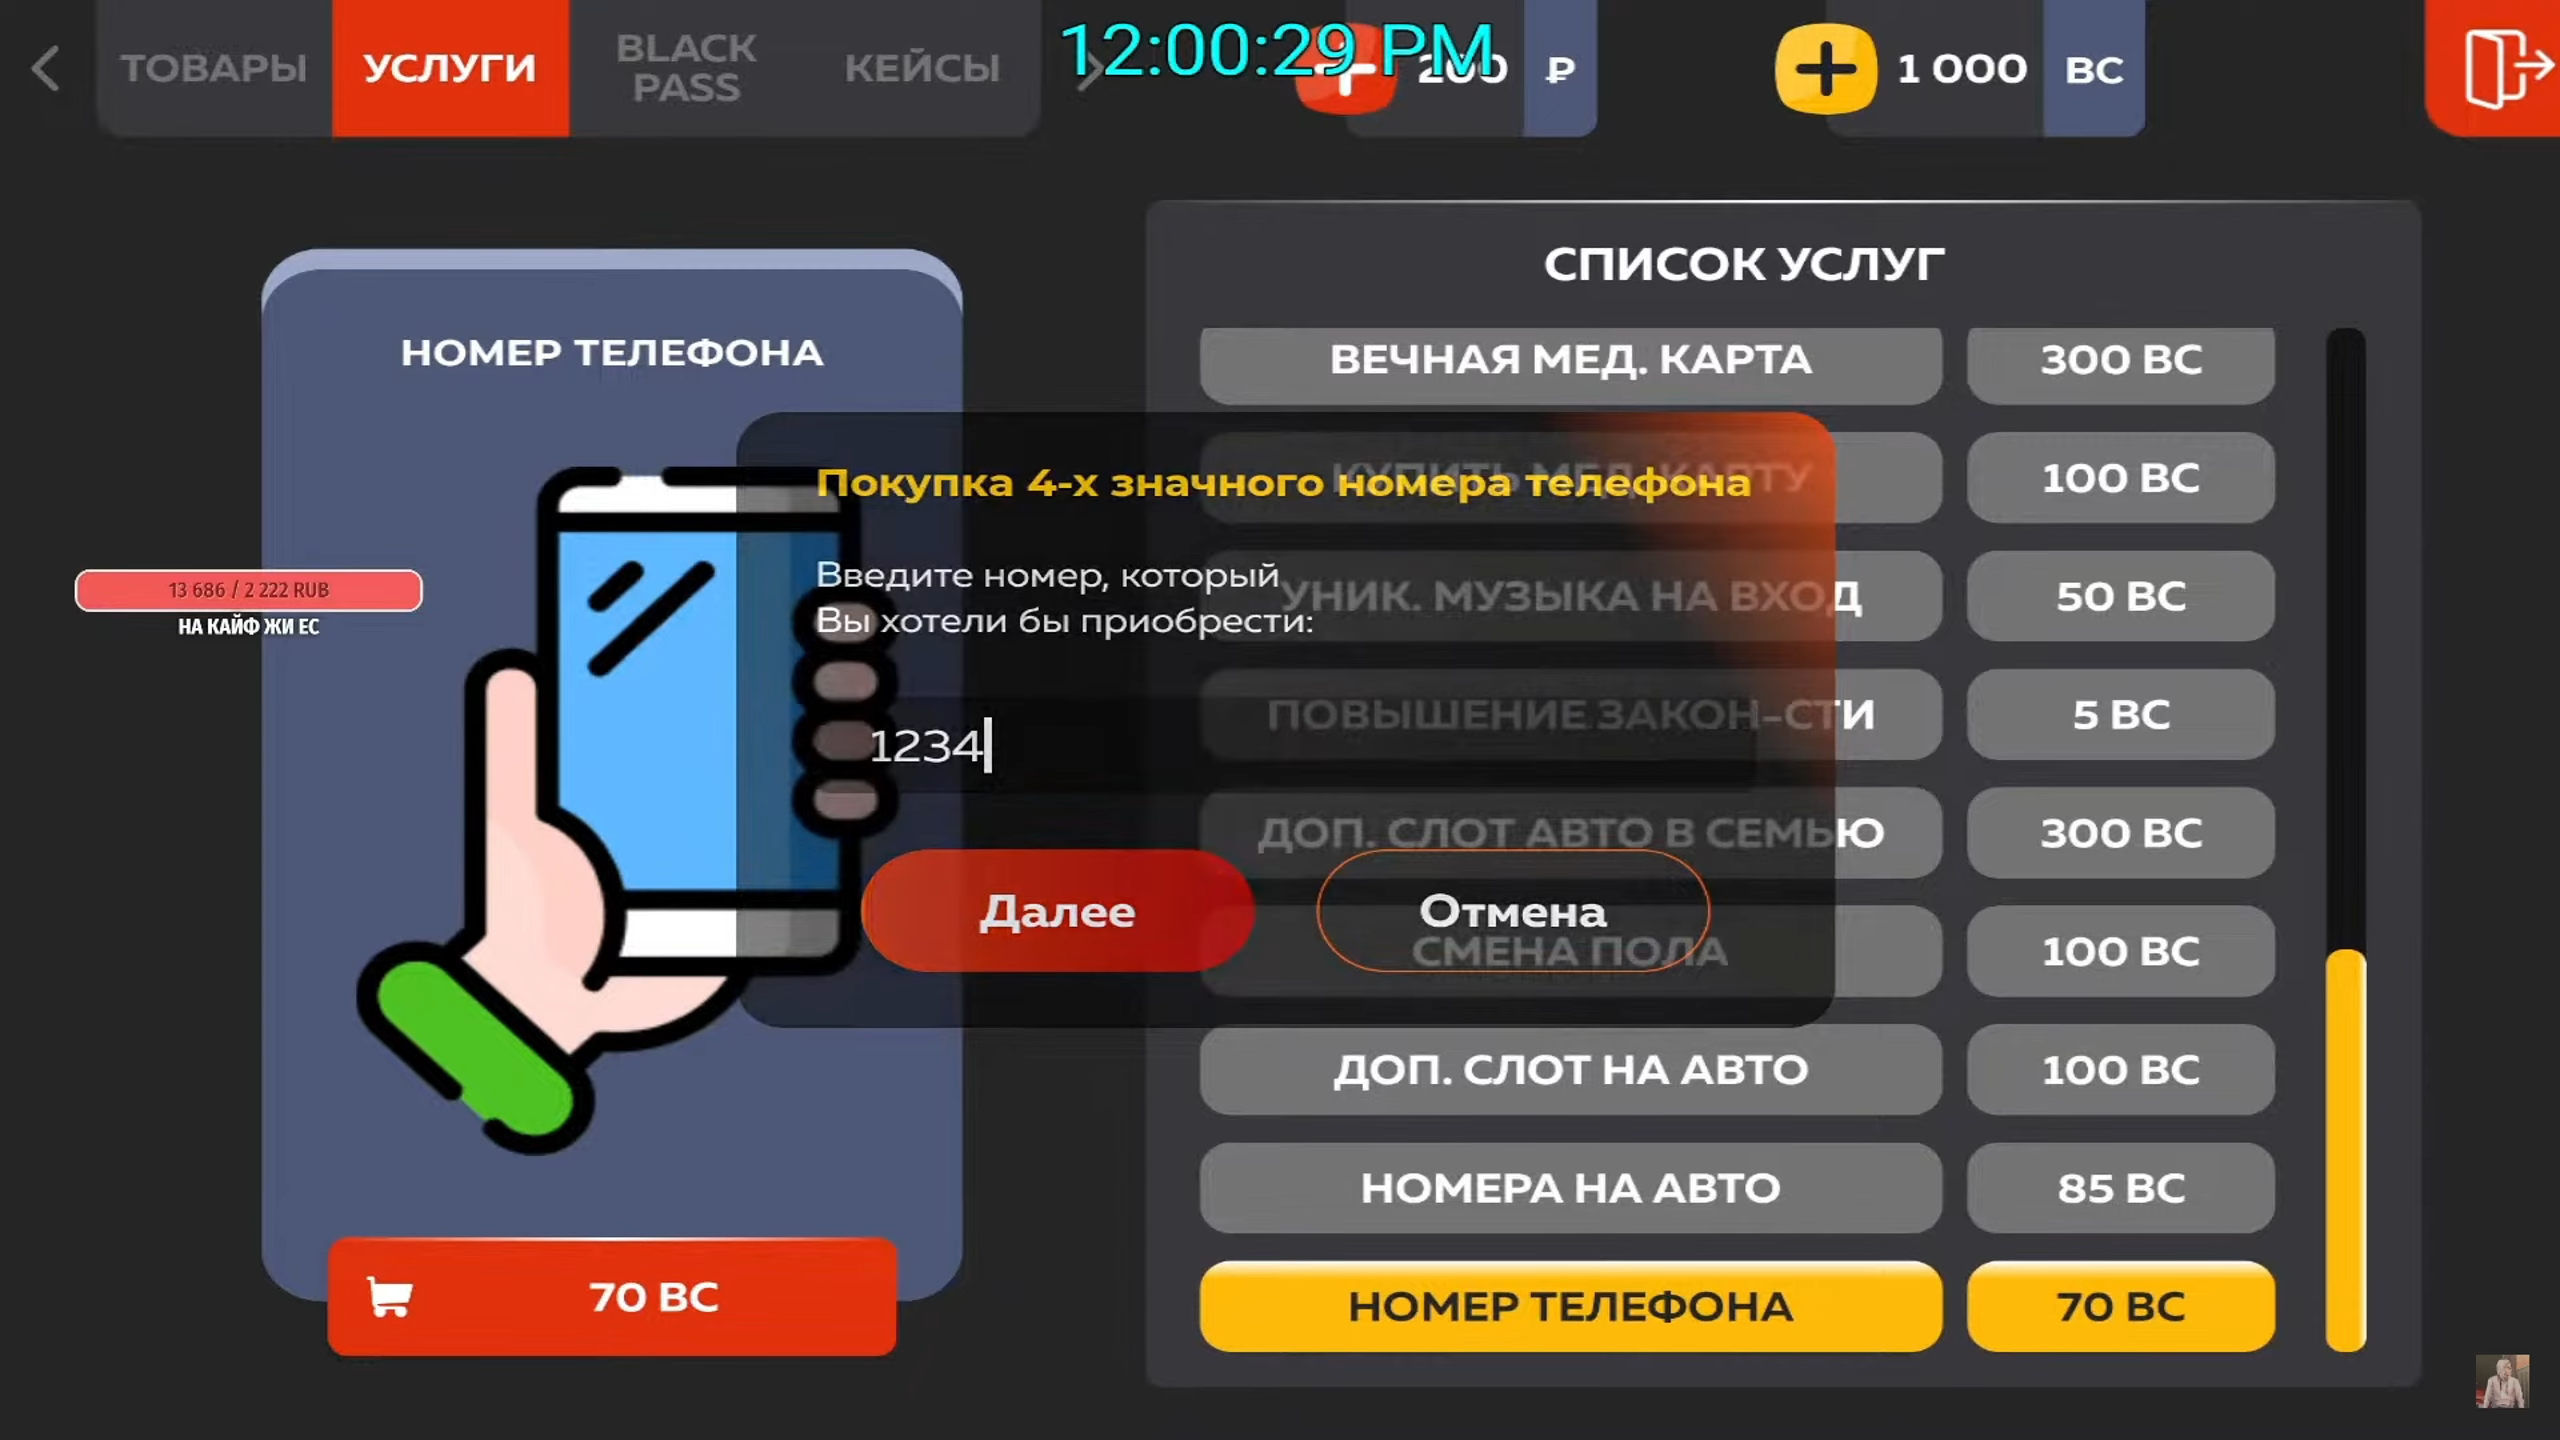 ТОВАРЫ
УСЛУГИ
BLACK
PASS
КЕЙСЫ
12:00:29 PM
200 ₽
1 000 BC
НОМЕР ТЕЛЕФОНА
70 BC
13 686 / 2 222 RUB
НА КАЙФ ЖИ ЕС
Покупка 4-х значного номера телефона
Введите номер, который
Вы хотели бы приобрести:
1234
Далее
Отмена
СПИСОК УСЛУГ
ВЕЧНАЯ МЕД. КАРТА 300 BC
КУПИТЬ МЕД. КАРТУ 100 BC
УНИК. МУЗЫКА НА ВХОД 50 BC
ПОВЫШЕНИЕ ЗАКОН-СТИ 5 BC
ДОП. СЛОТ АВТО В СЕМЬЮ 300 BC
СМЕНА ПОЛА 100 BC
ДОП. СЛОТ НА АВТО 100 BC
НОМЕРА НА АВТО 85 BC
НОМЕР ТЕЛЕФОНА 70 BC